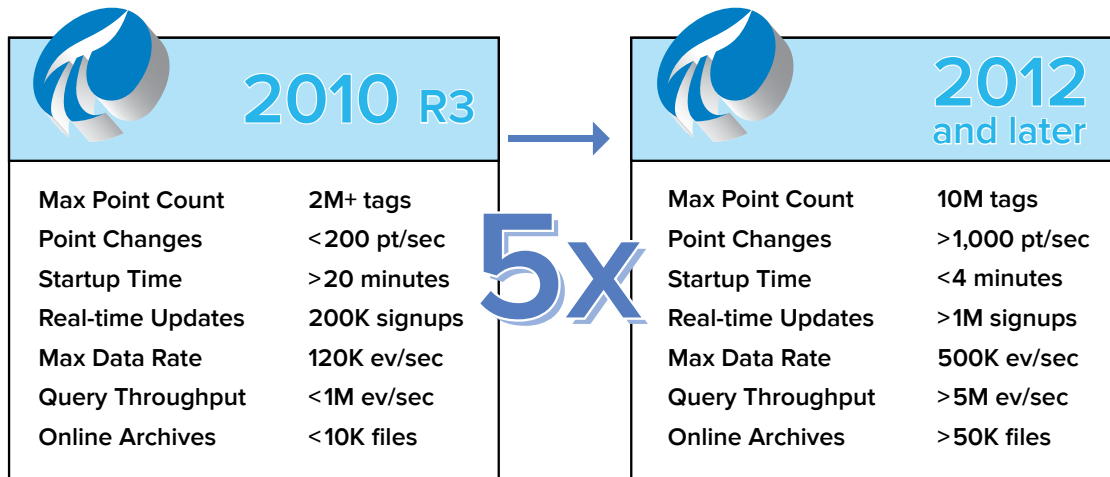 2010 R3
Max Point Count 2M+ tags
Point Changes <200 pt/sec
Startup Time >20 minutes
Real-time Updates 200K signups
Max Data Rate 120K ev/sec
Query Throughput <1M ev/sec
Online Archives <10K files
5x
2012
and later
Max Point Count 10M tags
Point Changes >1,000 pt/sec
Startup Time <4 minutes
Real-time Updates >1M signups
Max Data Rate 500K ev/sec
Query Throughput >5M ev/sec
Online Archives >50K files